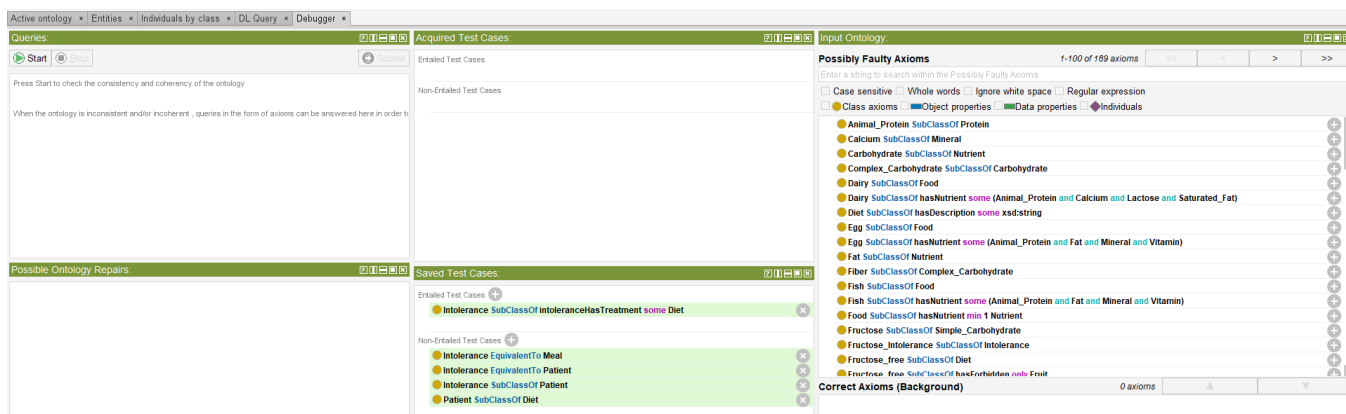 Active ontology × Entities × Individuals by class × DL Query × Debugger ×
Queries:
Start Stop Submit
Press Start to check the consistency and coherency of the ontology
When the ontology is inconsistent and/or incoherent , queries in the form of axioms can be answered here in order t
Possible Ontology Repairs:
Acquired Test Cases:
Entailed Test Cases
Non-Entailed Test Cases
Saved Test Cases:
Entailed Test Cases
Intolerance SubClassOf intoleranceHasTreatment some Diet
Non-Entailed Test Cases
Intolerance EquivalentTo Meal
Intolerance EquivalentTo Patient
Intolerance SubClassOf Patient
Patient SubClassOf Diet
Input Ontology:
Possibly Faulty Axioms 1-100 of 189 axioms << < > >>
Enter a string to search within the Possibly Faulty Axioms
Case sensitive Whole words Ignore white space Regular expression
Class axioms Object properties Data properties Individuals
Animal_Protein SubClassOf Protein
Calcium SubClassOf Mineral
Carbohydrate SubClassOf Nutrient
Complex_Carbohydrate SubClassOf Carbohydrate
Dairy SubClassOf Food
Dairy SubClassOf hasNutrient some (Animal_Protein and Calcium and Lactose and Saturated_Fat)
Diet SubClassOf hasDescription some xsd:string
Egg SubClassOf Food
Egg SubClassOf hasNutrient some (Animal_Protein and Fat and Mineral and Vitamin)
Fat SubClassOf Nutrient
Fiber SubClassOf Complex_Carbohydrate
Fish SubClassOf Food
Fish SubClassOf hasNutrient some (Animal_Protein and Fat and Mineral and Vitamin)
Food SubClassOf hasNutrient min 1 Nutrient
Fructose SubClassOf Simple_Carbohydrate
Fructose_Intolerance SubClassOf Intolerance
Fructose_free SubClassOf Diet
Fructose_free SubClassOf hasForbidden only Fruit
Correct Axioms (Background) 0 axioms